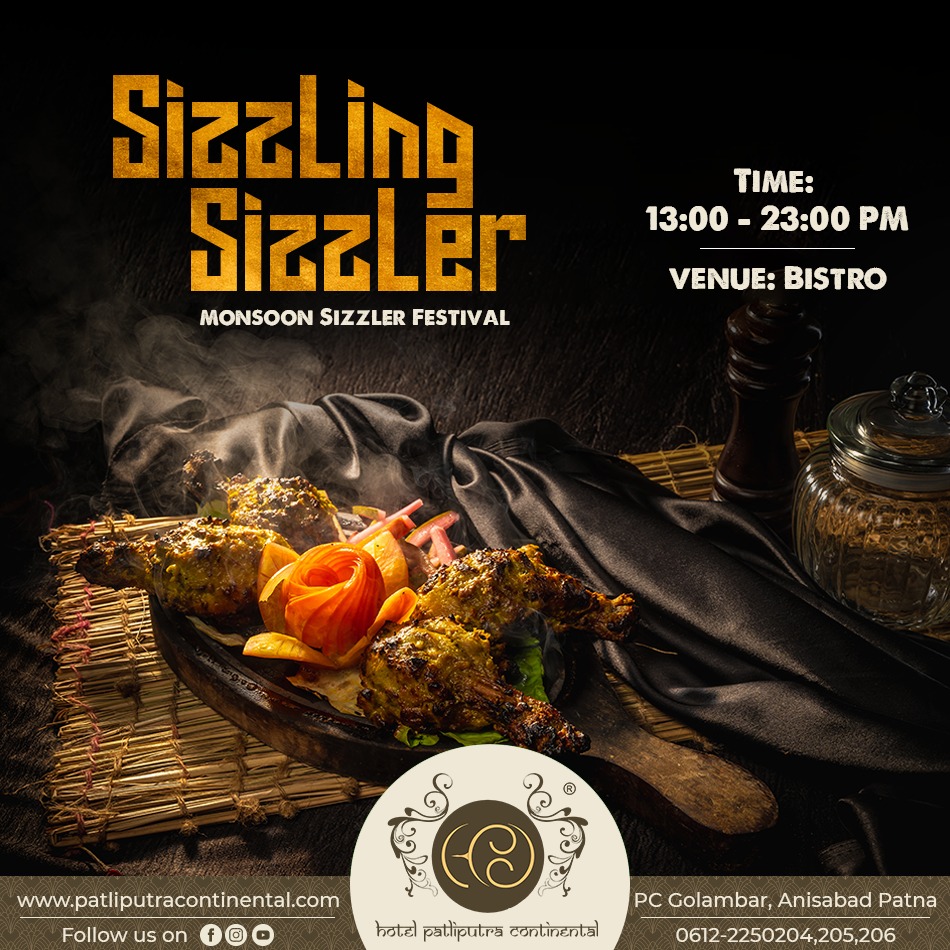 SizzLing
SizzLer
MONSOON SIZZLER FESTIVAL
TIME:
13:00 - 23:00 PM
VENUE: BISTRO
®
hotel patliputra continental
www.patliputracontinental.com
Follow us on
PC Golambar, Anisabad Patna
0612-2250204,205,206